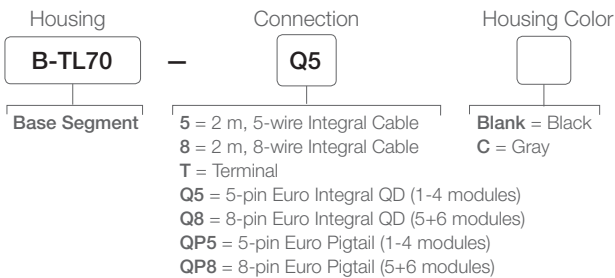 Housing Connection Housing Color
B-TL70 – Q5
Base Segment
5 = 2 m, 5-wire Integral Cable
8 = 2 m, 8-wire Integral Cable
T = Terminal
Q5 = 5-pin Euro Integral QD (1-4 modules)
Q8 = 8-pin Euro Integral QD (5+6 modules)
QP5 = 5-pin Euro Pigtail (1-4 modules)
QP8 = 8-pin Euro Pigtail (5+6 modules)
Blank = Black
C = Gray